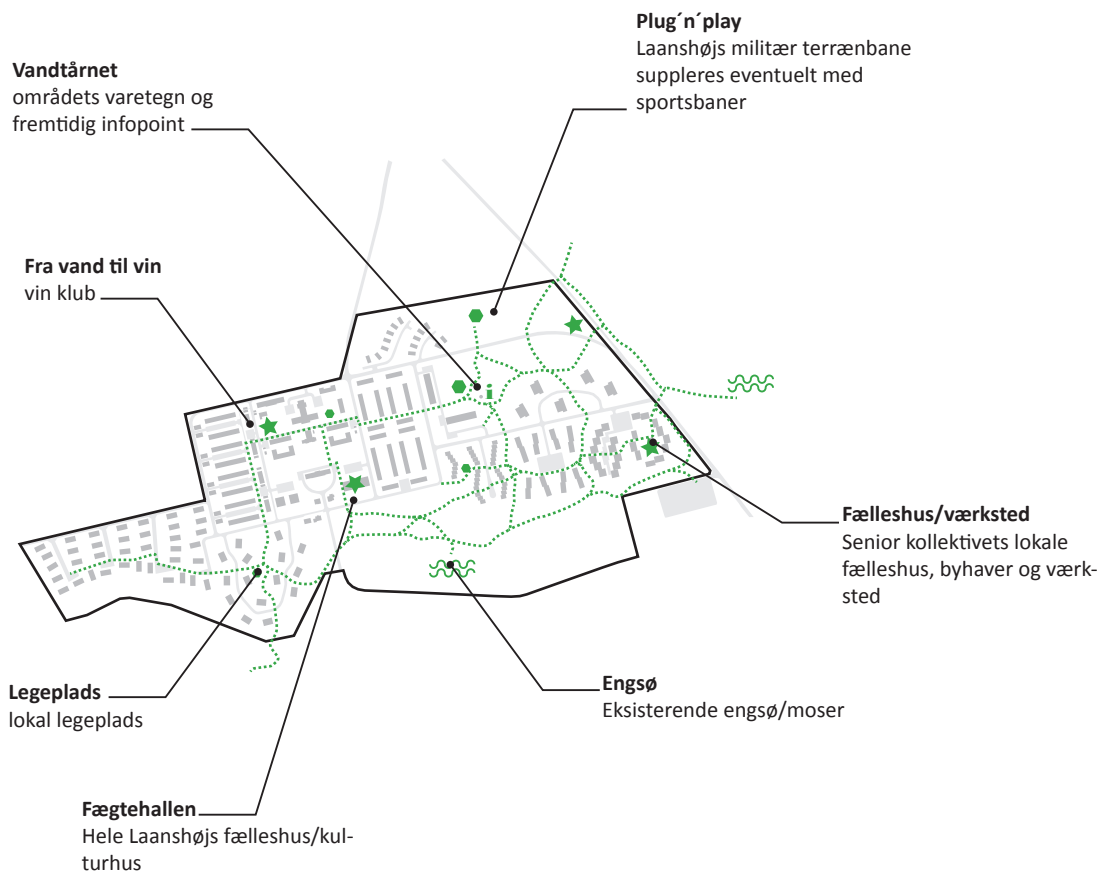 Plug´n´play
Laanshøjs militær terrænbane
suppleres eventuelt med
sportsbaner
Vandtårnet
områdets varetegn og
fremtidig infopoint
Fra vand til vin
vin klub
i
Fælleshus/værksted
Senior kollektivets lokale
fælleshus, byhaver og værk-
sted
Legeplads
lokal legeplads
Engsø
Eksisterende engsø/moser
Fægtehallen
Hele Laanshøjs fælleshus/kul-
turhus